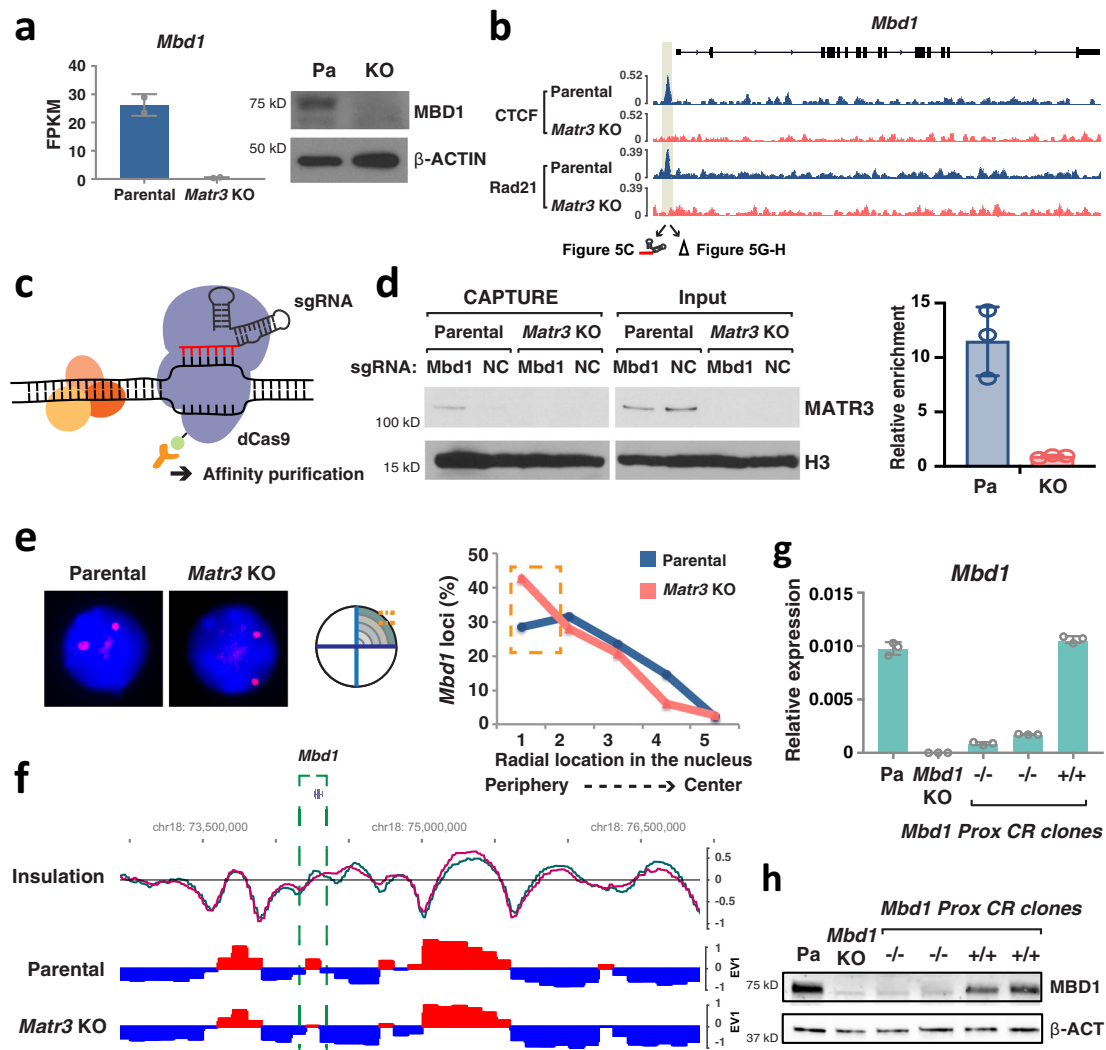 a
Mbd1
FPKM
40
30
20
10
0
Parental
Matr3 KO
Pa KO
75 kD
MBD1
50 kD
β-ACTIN
b
Mbd1
CTCF
Parental
0.52
0
Matr3 KO
0.52
0
Rad21
Parental
0.39
0
Matr3 KO
0.39
0
Figure 5C
Figure 5G-H
c
sgRNA
dCas9
Affinity purification
d
CAPTURE Input
Parental Matr3 KO Parental Matr3 KO
sgRNA: Mbd1 NC Mbd1 NC Mbd1 NC Mbd1 NC
100 kD
MATR3
15 kD
H3
Relative enrichment
15
10
5
0
Pa KO
e
Parental Matr3 KO
Mbd1 loci (%)
50
40
30
20
10
0
Parental
Matr3 KO
1 2 3 4 5
Radial location in the nucleus
Periphery Center
f
Mbd1
chr18: 73,500,000 chr18: 75,000,000 chr18: 76,500,000
Insulation
0.5
0
-1
Parental
1
0
-1
EV1
Matr3 KO
1
0
-1
EV1
g
Mbd1
Relative expression
0.010
0.005
0
Pa Mbd1 KO -/- -/- +/+
Mbd1 Prox CR clones
h
Mbd1 Prox CR clones
Pa Mbd1 KO -/- -/- +/+ +/+
75 kD
MBD1
37 kD
β-ACT